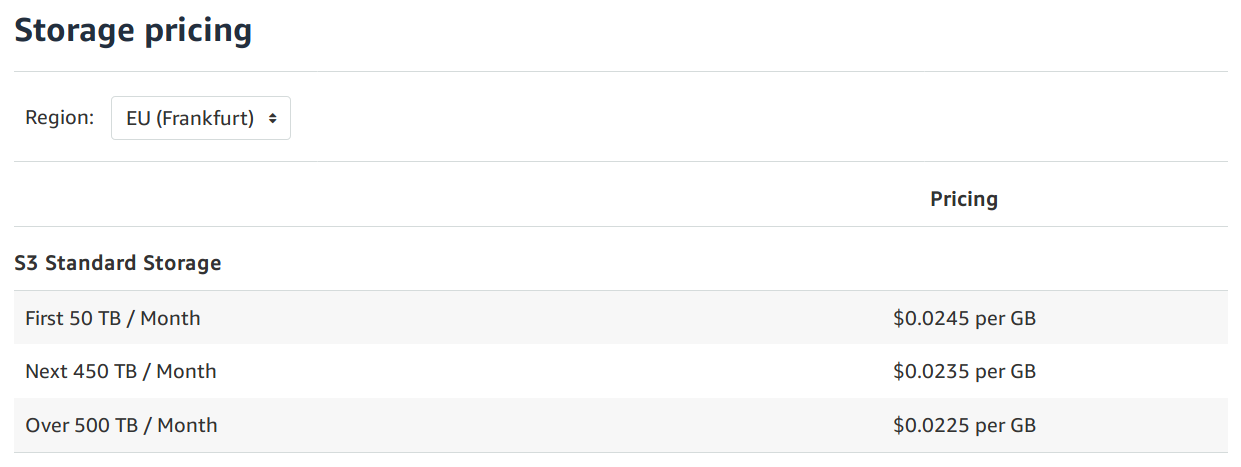 Storage pricing
Region: EU (Frankfurt)
Pricing
S3 Standard Storage
First 50 TB / Month $0.0245 per GB
Next 450 TB / Month $0.0235 per GB
Over 500 TB / Month $0.0225 per GB